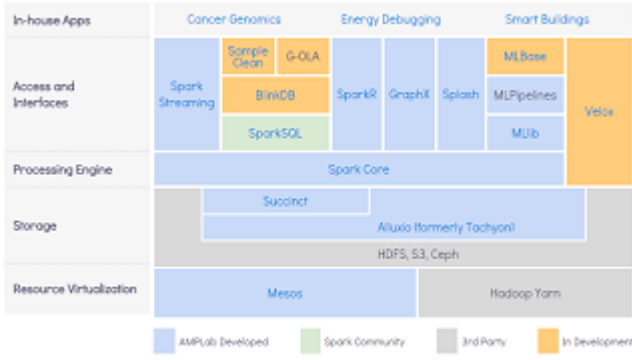 In-house Apps
Cancer Genomics
Energy Debugging
Smart Buildings
Access and
Interfaces
Spark
Streaming
Sample
Clean
G-OLA
BlinkDB
SparkSQL
SparkR
GraphX
Splash
MLBase
MLPipelines
MLlib
Velox
Processing Engine
Spark Core
Storage
Succinct
Alluxio (formerly Tachyon)
HDFS, S3, Ceph
Resource Virtualization
Mesos
Hadoop Yarn
AMPLab Developed
Spark Community
3rd Party
In Development